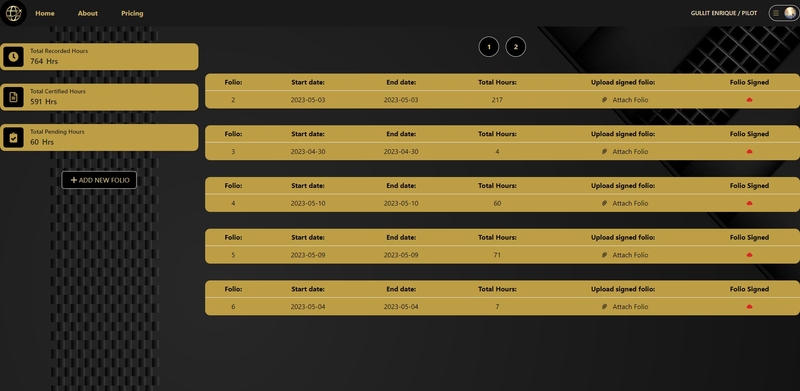 Home About Pricing GULLIT ENRIQUE / PILOT
Total Recorded Hours
764 Hrs
Total Certified Hours
591 Hrs
Total Pending Hours
60 Hrs
+ ADD NEW FOLIO
1 2
Folio: Start date: End date: Total Hours: Upload signed folio: Folio Signed
2 2023-05-03 2023-05-03 217 Attach Folio
Folio: Start date: End date: Total Hours: Upload signed folio: Folio Signed
3 2023-04-30 2023-04-30 4 Attach Folio
Folio: Start date: End date: Total Hours: Upload signed folio: Folio Signed
4 2023-05-10 2023-05-10 60 Attach Folio
Folio: Start date: End date: Total Hours: Upload signed folio: Folio Signed
5 2023-05-09 2023-05-09 71 Attach Folio
Folio: Start date: End date: Total Hours: Upload signed folio: Folio Signed
6 2023-05-04 2023-05-04 7 Attach Folio